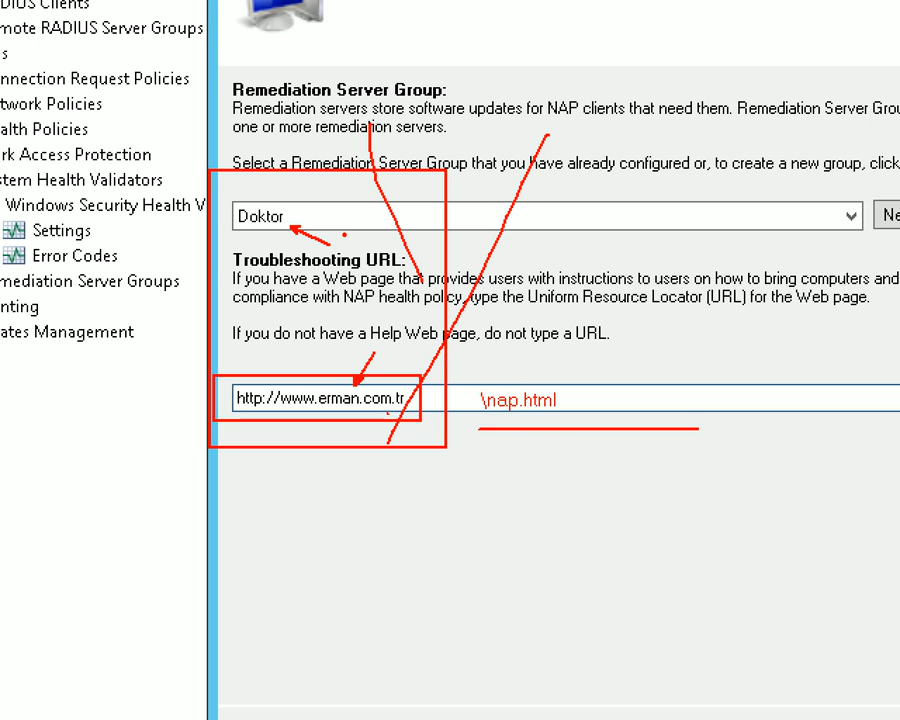 DIUS Clients
mote RADIUS Server Groups
s
nnection Request Policies
twork Policies
alth Policies
rk Access Protection
stem Health Validators
Windows Security Health V
Settings
Error Codes
mediation Server Groups
nting
ates Management
Remediation Server Group:
Remediation servers store software updates for NAP clients that need them. Remediation Server Grou
one or more remediation servers.
Select a Remediation Server Group that you have already configured or, to create a new group, click
Doktor
Ne
Troubleshooting URL:
If you have a Web page that provides users with instructions to users on how to bring computers and
compliance with NAP health policy, type the Uniform Resource Locator (URL) for the Web page.
If you do not have a Help Web page, do not type a URL.
http://www.erman.com.tr \nap.html